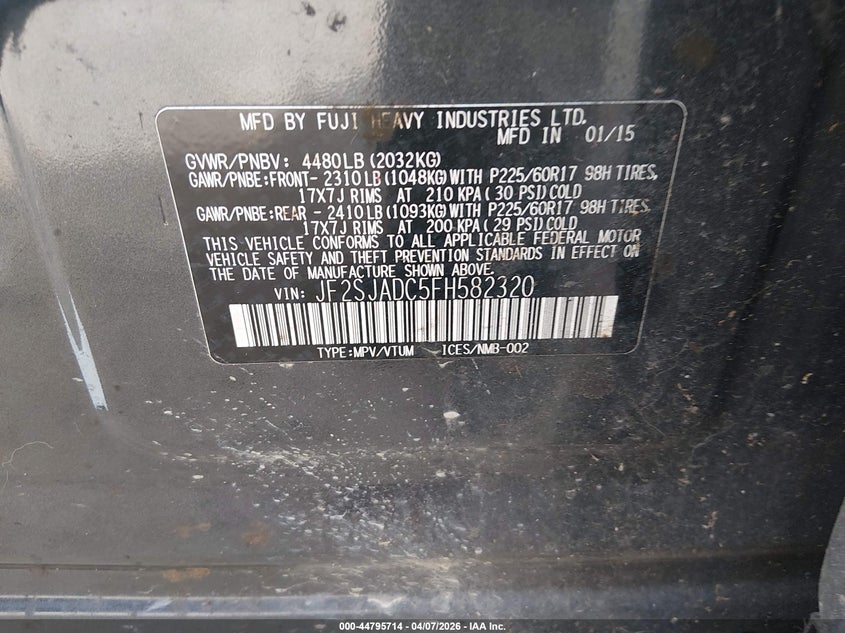 MFD BY FUJI HEAVY INDUSTRIES LTD.
MFD IN 01/15
GVWR/PNBV: 4480LB(2032KG)
GAWR/PNBE:FRONT- 2310LB(1048KG)WITH P225/60R17 98H TIRES,
17X7J RIMS AT 210 KPA(30 PSI)COLD
GAWR/PNBE:REAR - 2410LB(1093KG)WITH P225/60R17 98H TIRES,
17X7J RIMS AT 200 KPA(29 PSI)COLD
THIS VEHICLE CONFORMS TO ALL APPLICABLE FEDERAL MOTOR
VEHICLE SAFETY AND THEFT PREVENTION STANDARDS IN EFFECT ON
THE DATE OF MANUFACTURE SHOWN ABOVE.
VIN: JF2SJADC5FH582320
TYPE:MPV/VTUM ICES/NMB-002
000-44795714 - 04/07/2026 - IAA Inc.